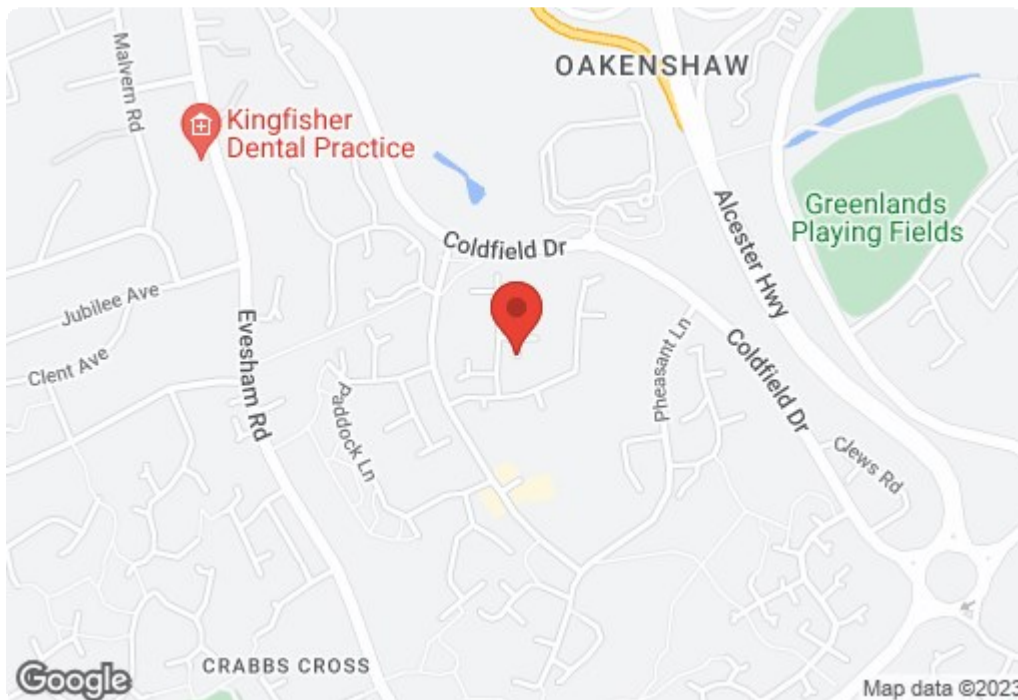 Malvern Rd
OAKENSHAW
Kingfisher
Dental Practice
Alcester Hwy
Greenlands
Playing Fields
Coldfield Dr
Jubilee Ave
Clent Ave
Evesham Rd
Paddock Ln
Pheasant Ln
Coldfield Dr
Clews Rd
CRABBS CROSS
Google
Map data ©2023